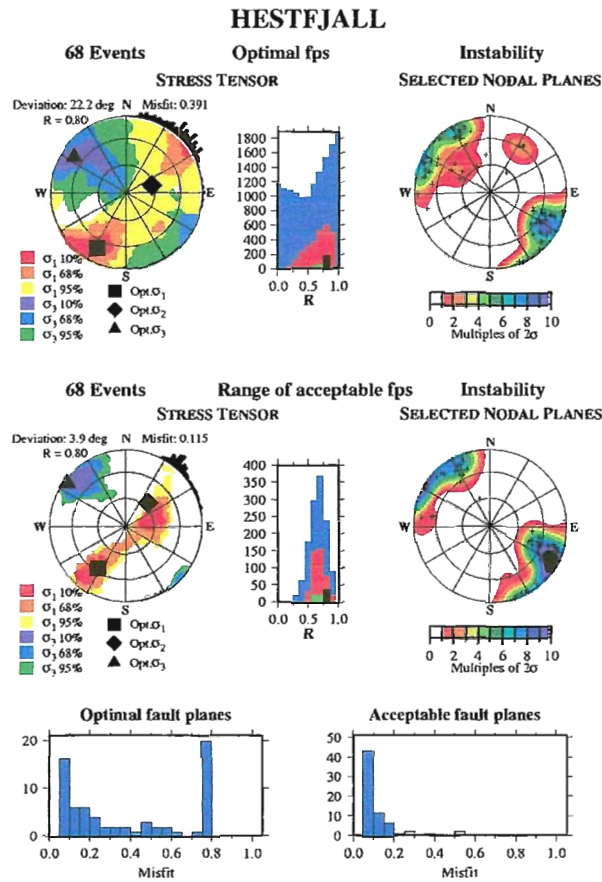 HESTFJALL
68 Events Optimal fps Instability
STRESS TENSOR SELECTED NODAL PLANES
Deviation: 22.2 deg N Misfit: 0.391
R = 0.80
N
W E
S
1800
1600
1400
1200
1000
800
600
400
200
0
0.0 0.5 1.0
R
W E
S
σ1 10%
σ1 68%
σ1 95%
σ3 10%
σ3 68%
σ3 95%
Opt.σ1
Opt.σ2
Opt.σ3
0 2 4 6 8 10
Multiples of 2σ
68 Events Range of acceptable fps Instability
STRESS TENSOR SELECTED NODAL PLANES
Deviation: 3.9 deg N Misfit: 0.115
R = 0.80
N
W E
S
400
350
300
250
200
150
100
50
0
0.0 0.5 1.0
R
W E
S
σ1 10%
σ1 68%
σ1 95%
σ3 10%
σ3 68%
σ3 95%
Opt.σ1
Opt.σ2
Opt.σ3
0 2 4 6 8 10
Multiples of 2σ
Optimal fault planes Acceptable fault planes
20
10
0
0.0 0.2 0.4 0.6 0.8 1.0
Misfit
50
40
30
20
10
0
0.0 0.2 0.4 0.6 0.8 1.0
Misfit